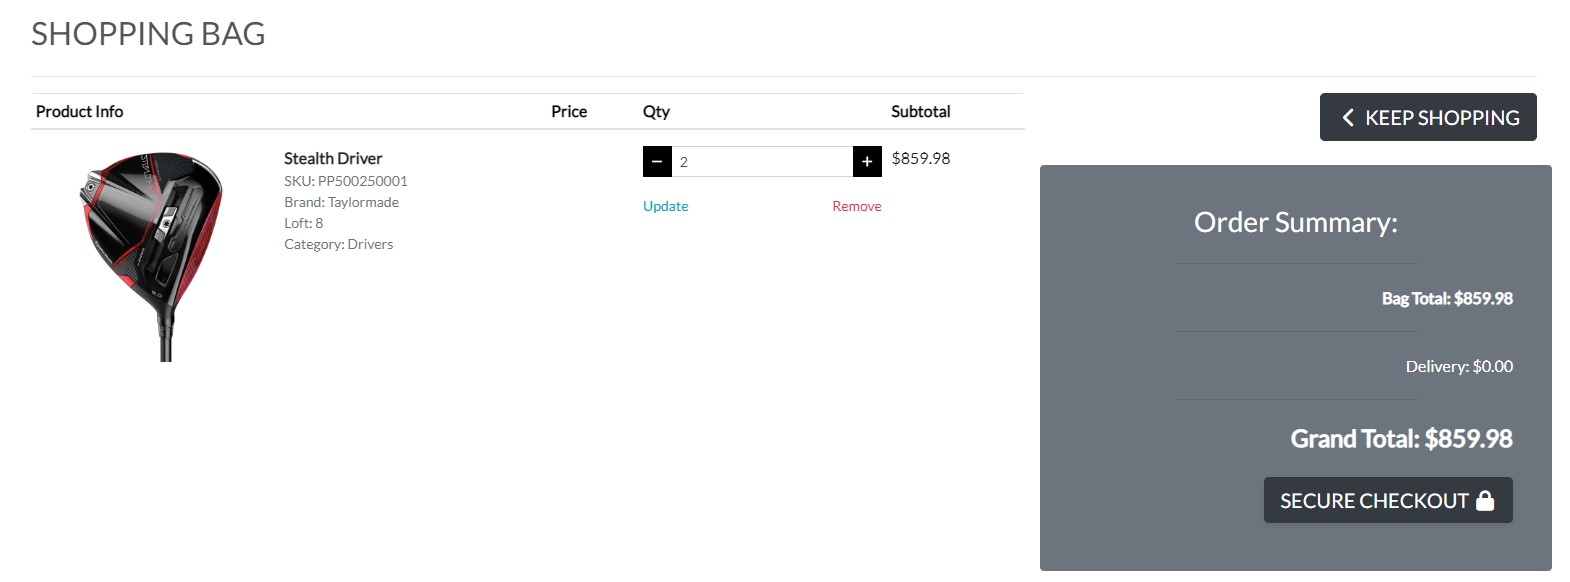 SHOPPING BAG
Product Info Price Qty Subtotal
KEEP SHOPPING
Stealth Driver
SKU: PP500250001
Brand: Taylormade
Loft: 8
Category: Drivers
− 2 + $859.98
Update Remove
Order Summary:
Bag Total: $859.98
Delivery: $0.00
Grand Total: $859.98
SECURE CHECKOUT